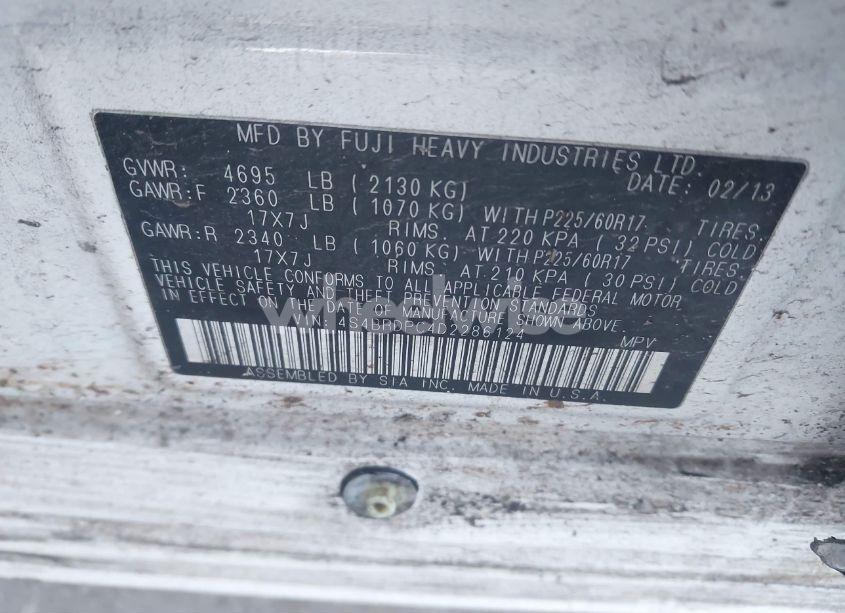 MFD BY FUJI HEAVY INDUSTRIES LTD.
DATE: 02/13
GVWR: 4695 LB ( 2130 KG)
GAWR:F 2360 LB ( 1070 KG) WITH P225/60R17 TIRES
17X7J RIMS. AT 220 KPA ( 32 PSI) COLD
GAWR:R 2340 LB ( 1060 KG) WITH P225/60R17 TIRES
17X7J RIMS. AT 210 KPA ( 30 PSI) COLD
THIS VEHICLE CONFORMS TO ALL APPLICABLE FEDERAL MOTOR
VEHICLE SAFETY AND THEFT PREVENTION STANDARDS
IN EFFECT ON THE DATE OF MANUFACTURE SHOWN ABOVE.
MPV
ASSEMBLED BY SIA INC. MADE IN U.S.A.